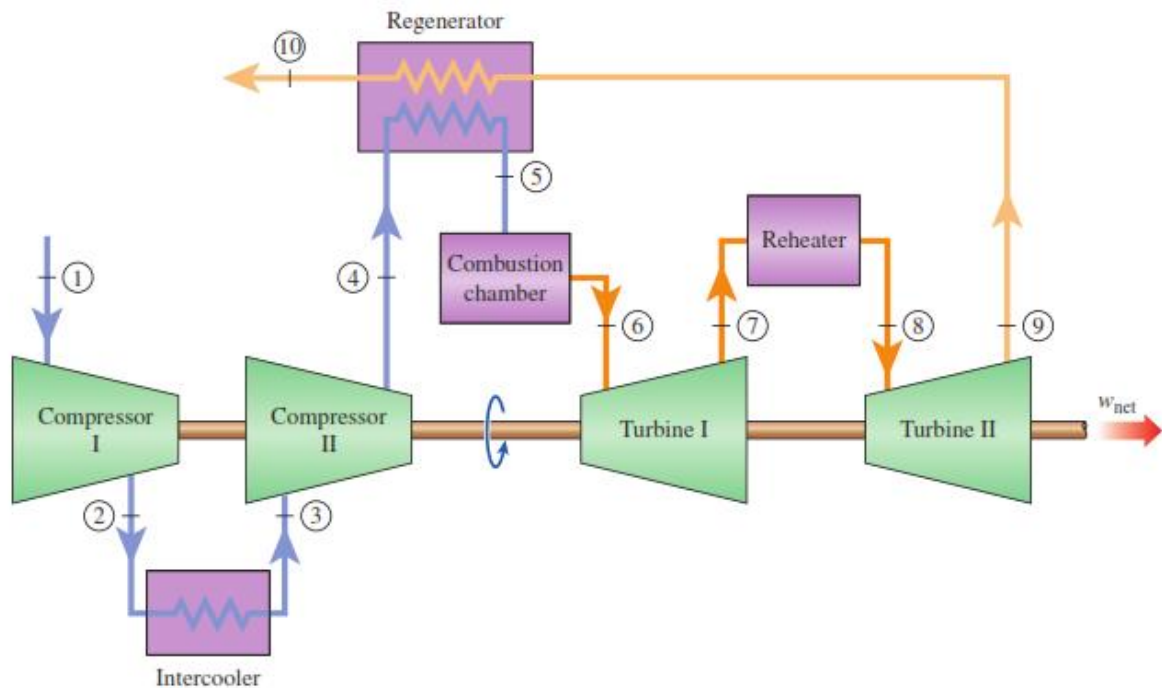 Regenerator
10
5
4
1
Combustion
chamber
Reheater
6
7
8
9
Compressor
I
Compressor
II
Turbine I
Turbine II
wnet
2
3
Intercooler